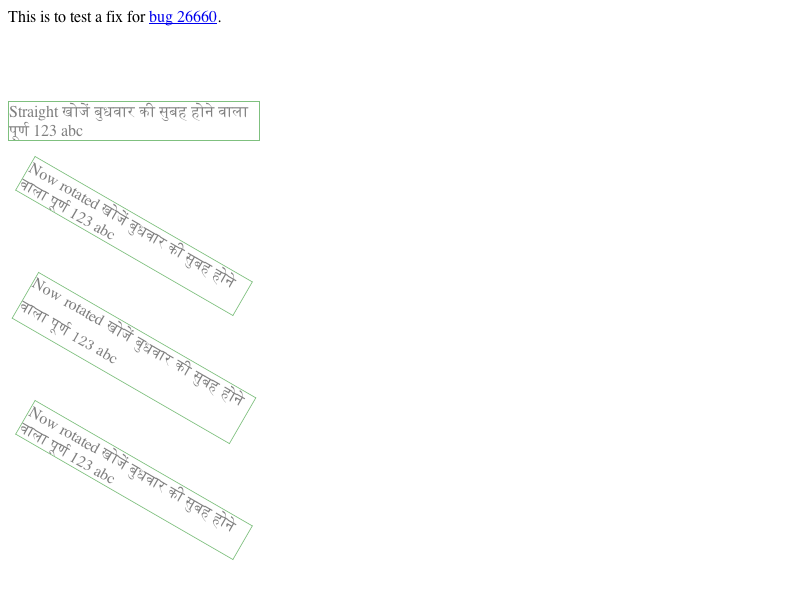 This is to test a fix for bug 26660.
Straight खोजें बुधवार की सुबह होने वाला
पूर्ण 123 abc
Now rotated खोजें बुधवार की सुबह होने
वाला पूर्ण 123 abc
Now rotated खोजें बुधवार की सुबह होने
वाला पूर्ण 123 abc
Now rotated खोजें बुधवार की सुबह होने
वाला पूर्ण 123 abc